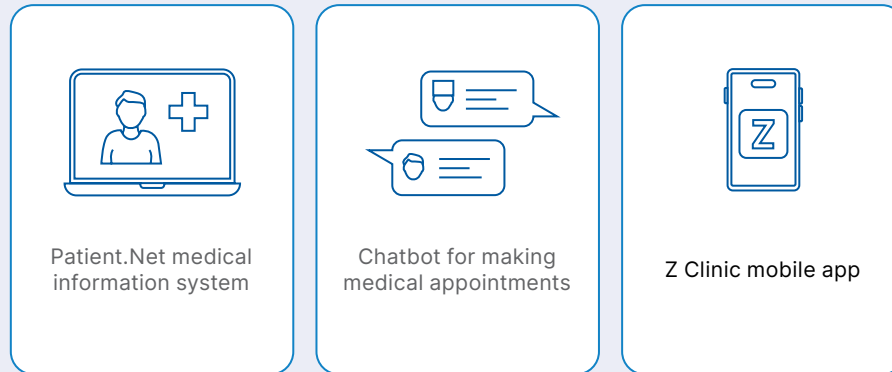 Patient.Net medical
information system
Chatbot for making
medical appointments
Z
Z Clinic mobile app